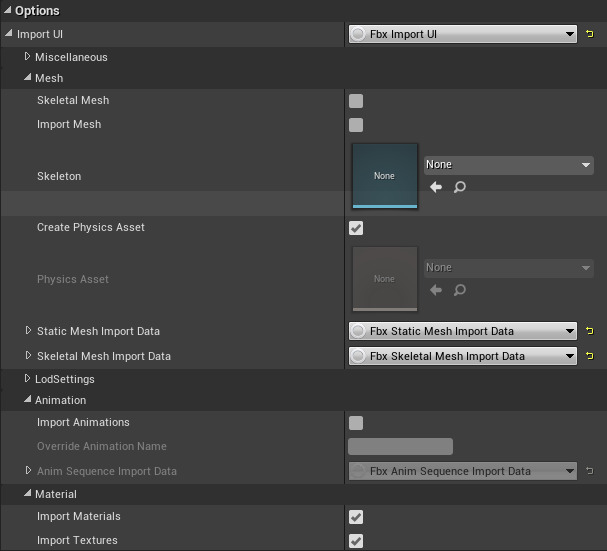 Options
Import UI Fbx Import UI
Miscellaneous
Mesh
Skeletal Mesh
Import Mesh
Skeleton None None
Create Physics Asset
Physics Asset None None
Static Mesh Import Data Fbx Static Mesh Import Data
Skeletal Mesh Import Data Fbx Skeletal Mesh Import Data
LodSettings
Animation
Import Animations
Override Animation Name
Anim Sequence Import Data Fbx Anim Sequence Import Data
Material
Import Materials
Import Textures